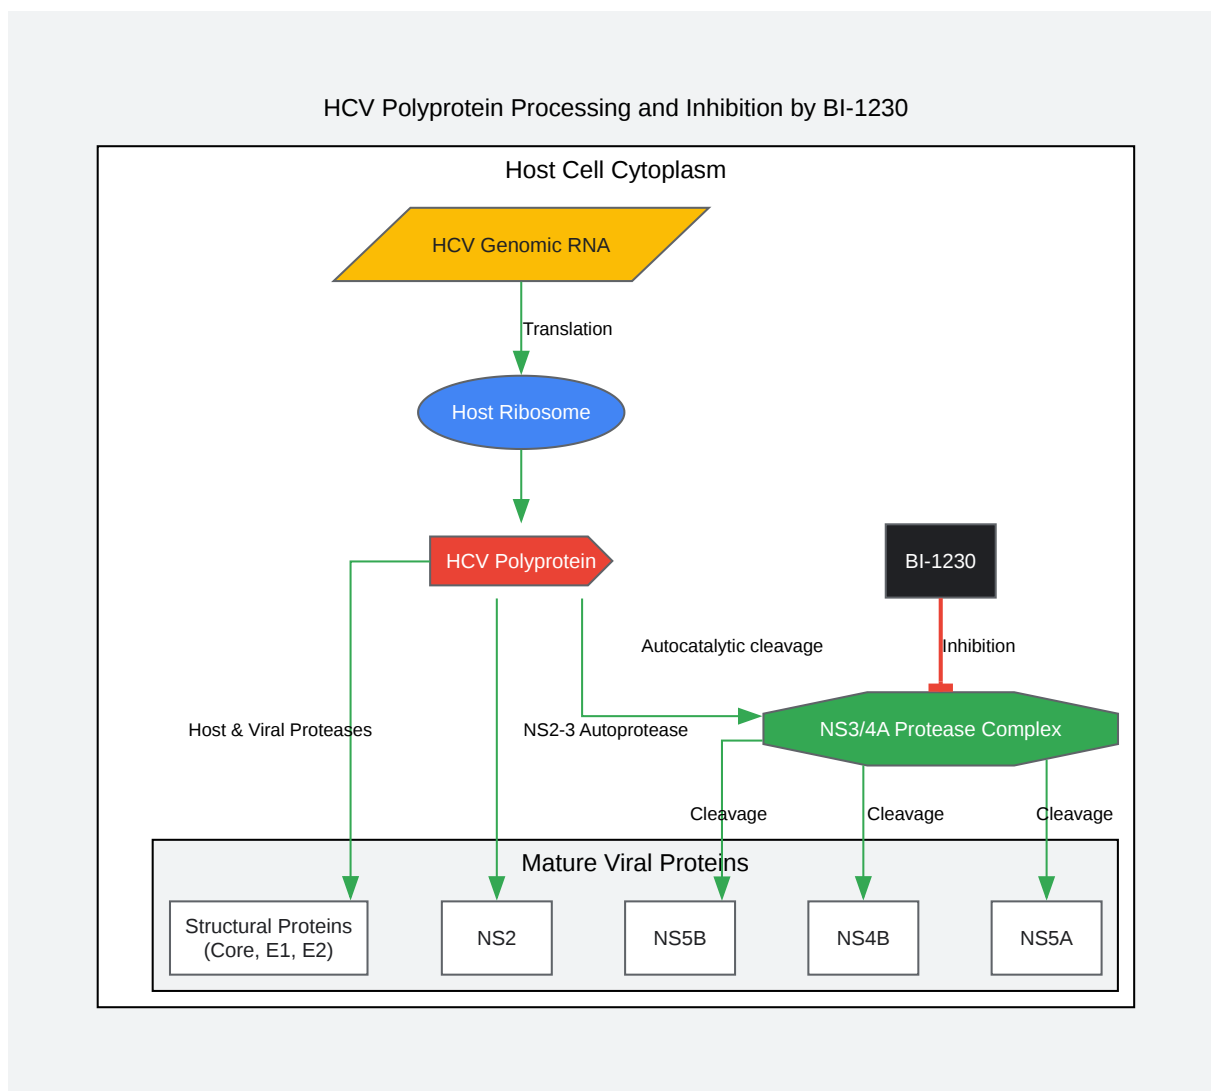 HCV Polyprotein Processing and Inhibition by BI-1230
Host Cell Cytoplasm
HCV Genomic RNA
Translation
Host Ribosome
HCV Polyprotein
BI-1230
Autocatalytic cleavage
Inhibition
Host & Viral Proteases
NS2-3 Autoprotease
NS3/4A Protease Complex
Cleavage
Cleavage
Cleavage
Mature Viral Proteins
Structural Proteins
(Core, E1, E2)
NS2
NS5B
NS4B
NS5A